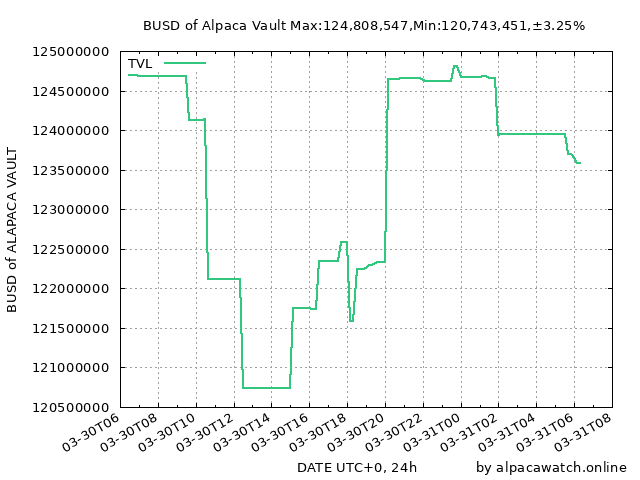 BUSD of Alpaca Vault Max:124,808,547,Min:120,743,451,±3.25%
TVL
125000000
124500000
124000000
123500000
123000000
122500000
122000000
121500000
121000000
120500000
BUSD of ALAPACA VAULT
03-30T06
03-30T08
03-30T10
03-30T12
03-30T14
03-30T16
03-30T18
03-30T20
03-30T22
03-31T00
03-31T02
03-31T04
03-31T06
03-31T08
DATE UTC+0, 24h
by alpacawatch.online